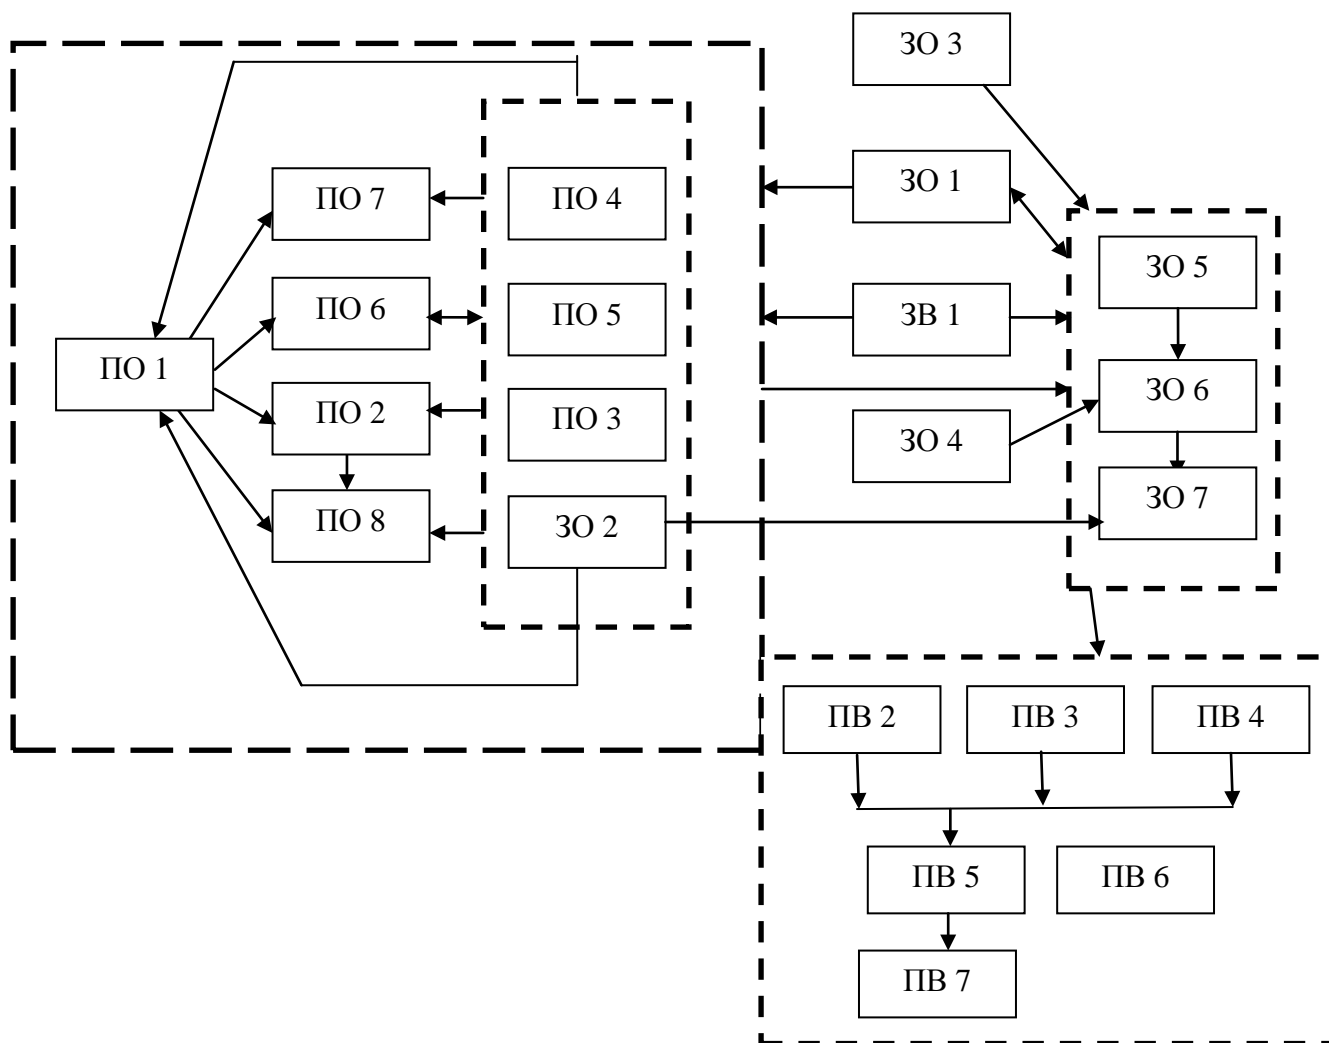 ЗО 3
ЗО 1
ПО 7
ПО 4
ЗО 5
ПО 6
ПО 5
ЗВ 1
ПО 1
ЗО 6
ПО 2
ПО 3
ЗО 4
ПО 8
ЗО 2
ЗО 7
ПВ 2
ПВ 3
ПВ 4
ПВ 5
ПВ 6
ПВ 7